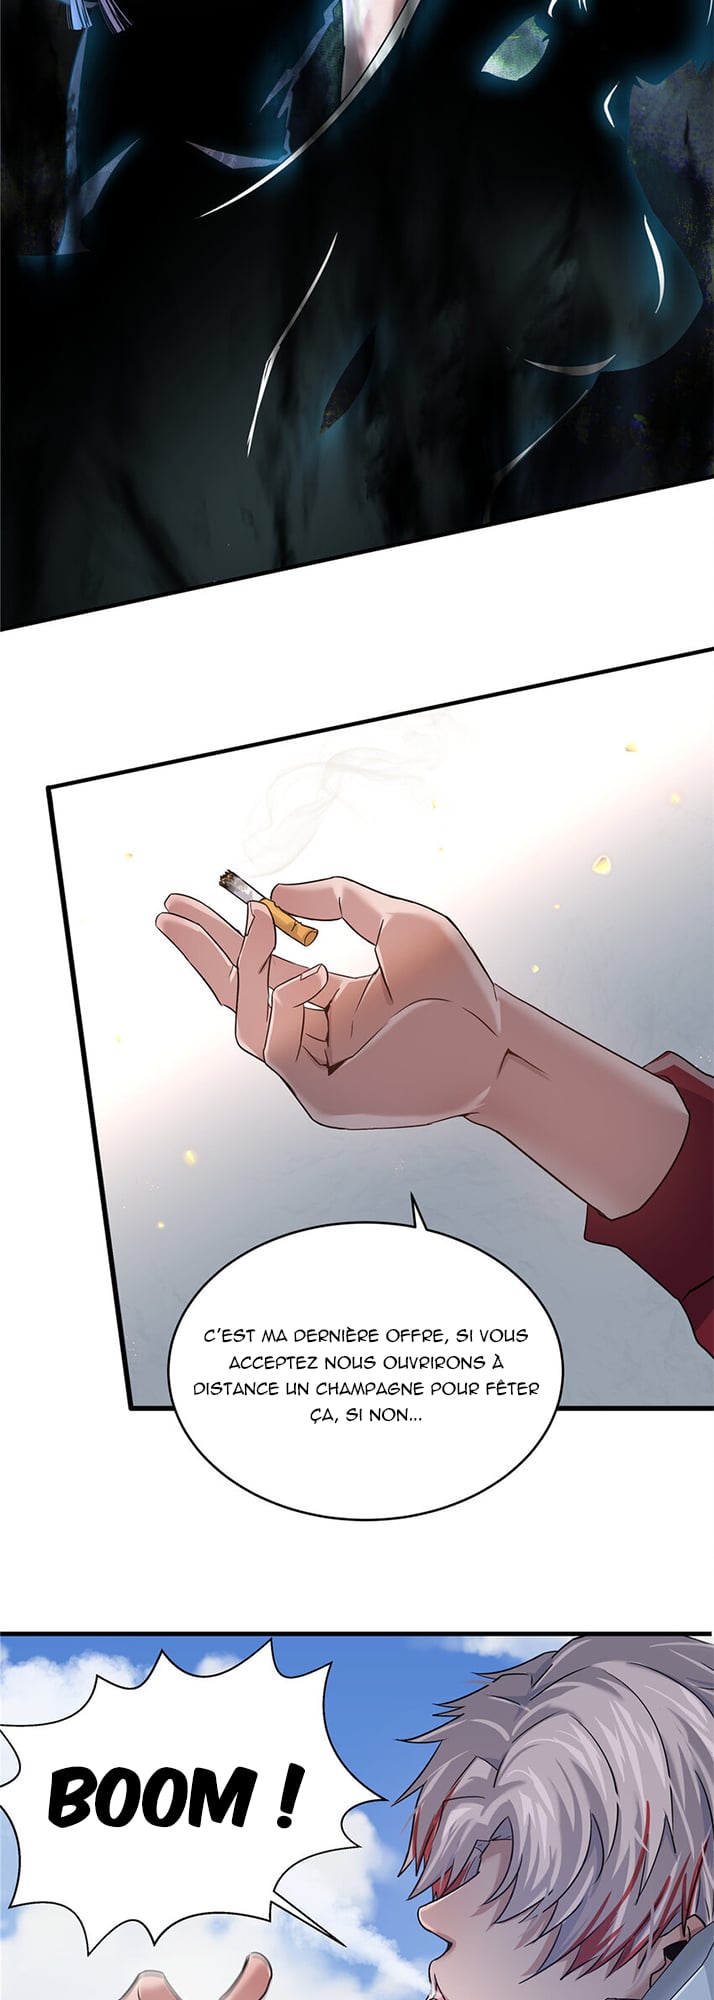 C'EST MA DERNIÈRE OFFRE, SI VOUS
ACCEPTEZ NOUS OUVRIRONS À
DISTANCE UN CHAMPAGNE POUR FÊTER
ÇA, SI NON...
BOOM !